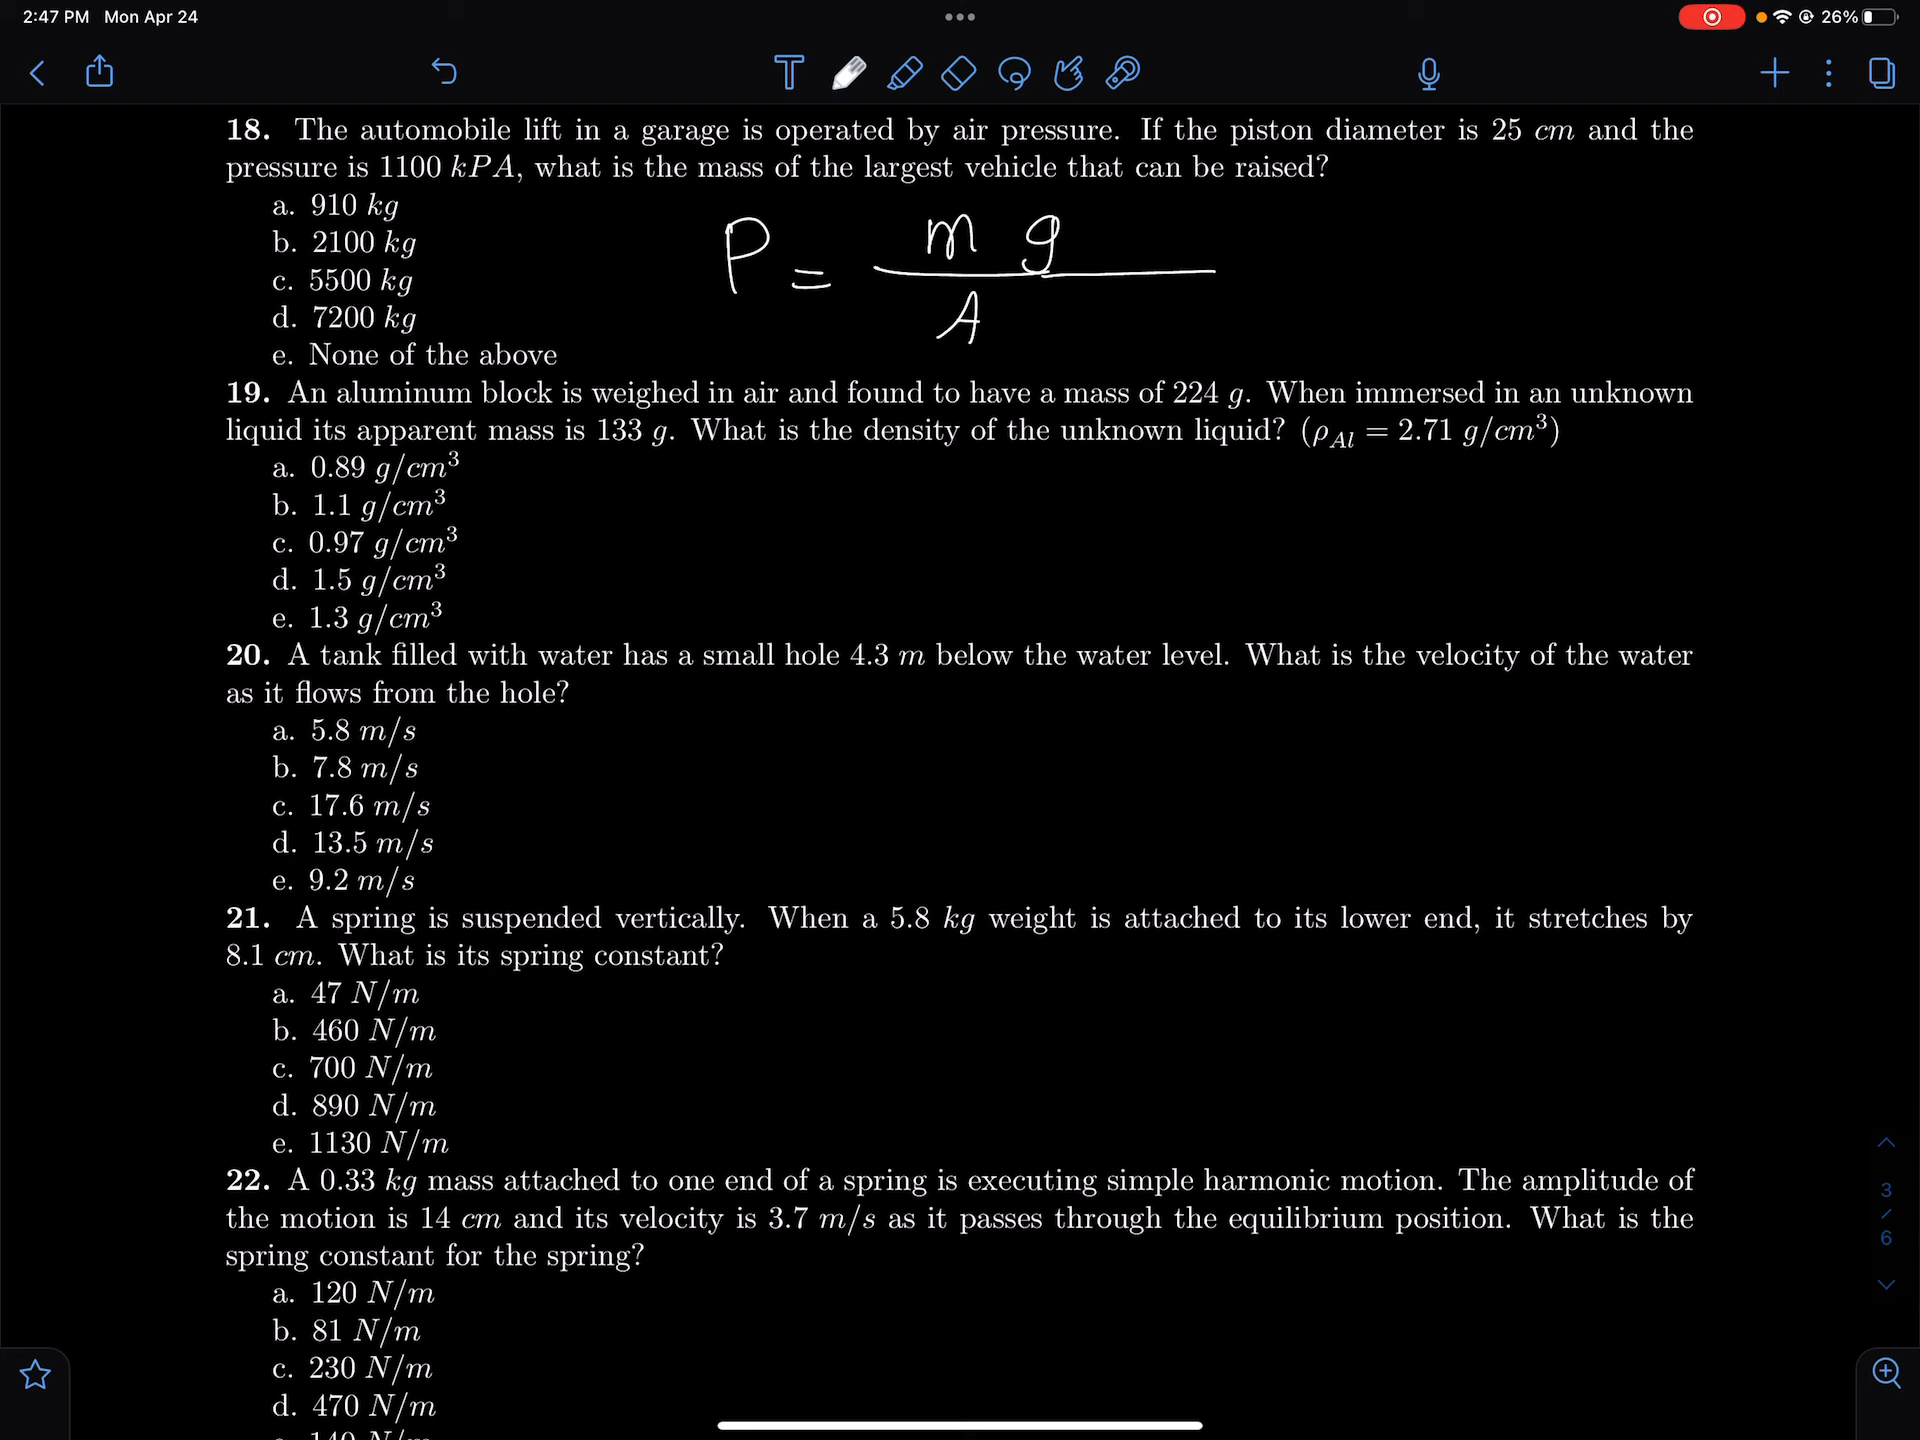 2:47 PM Mon Apr 24
26%
18. The automobile lift in a garage is operated by air pressure. If the piston diameter is 25 cm and the
pressure is 1100 kPA, what is the mass of the largest vehicle that can be raised?
a. 910 kg
b. 2100 kg
c. 5500 kg
d. 7200 kg
e. None of the above
P = m g / A
19. An aluminum block is weighed in air and found to have a mass of 224 g. When immersed in an unknown
liquid its apparent mass is 133 g. What is the density of the unknown liquid? (ρ_Al = 2.71 g/cm³)
a. 0.89 g/cm³
b. 1.1 g/cm³
c. 0.97 g/cm³
d. 1.5 g/cm³
e. 1.3 g/cm³
20. A tank filled with water has a small hole 4.3 m below the water level. What is the velocity of the water
as it flows from the hole?
a. 5.8 m/s
b. 7.8 m/s
c. 17.6 m/s
d. 13.5 m/s
e. 9.2 m/s
21. A spring is suspended vertically. When a 5.8 kg weight is attached to its lower end, it stretches by
8.1 cm. What is its spring constant?
a. 47 N/m
b. 460 N/m
c. 700 N/m
d. 890 N/m
e. 1130 N/m
22. A 0.33 kg mass attached to one end of a spring is executing simple harmonic motion. The amplitude of
the motion is 14 cm and its velocity is 3.7 m/s as it passes through the equilibrium position. What is the
spring constant for the spring?
a. 120 N/m
b. 81 N/m
c. 230 N/m
d. 470 N/m
3
/
6